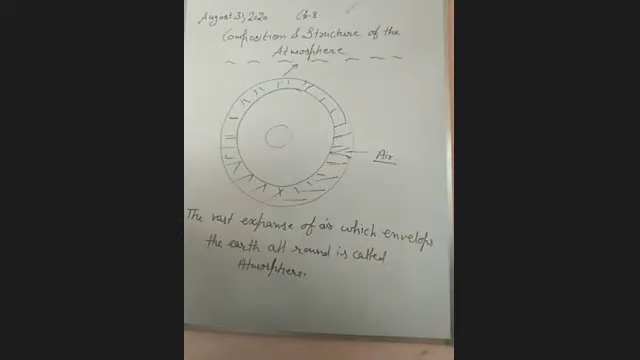 August 31, 2020 Ch-8
Composition & Structure of the
Atmosphere
Air
The vast expanse of air which envelops
the earth all round is called
Atmosphere.